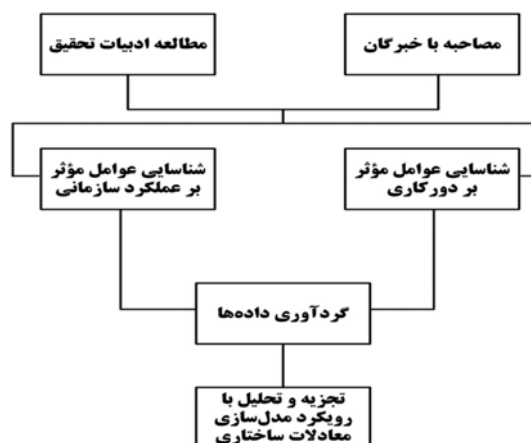 مصاحبه با خبرگان
مطالعه ادبیات تحقیق
شناسایی عوامل مؤثر
بر دورکاری
شناسایی عوامل مؤثر
بر عملکرد سازمانی
گردآوری داده‌ها
تجزیه و تحلیل با
رویکرد مدل‌سازی
معادلات ساختاری